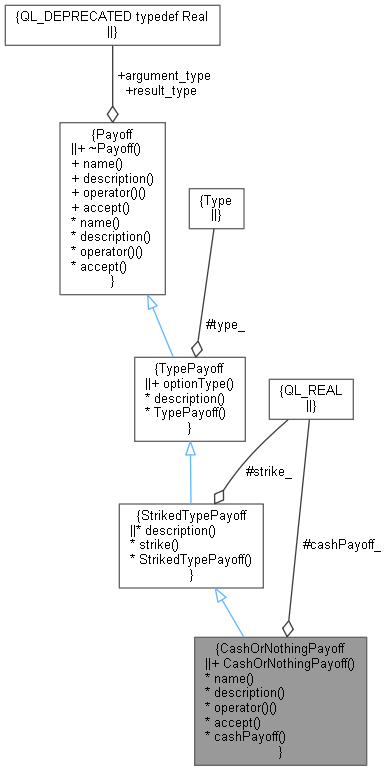 {QL_DEPRECATED typedef Real
||}
+argument_type
+result_type
{Payoff
||+ ~Payoff()
+ name()
+ description()
+ operator()()
+ accept()
* name()
* description()
* operator()()
* accept()
}
{Type
||}
#type_
{TypePayoff
||+ optionType()
* description()
* TypePayoff()
}
{QL_REAL
||}
#strike_
{StrikedTypePayoff
||* description()
* strike()
* StrikedTypePayoff()
}
#cashPayoff_
{CashOrNothingPayoff
||+ CashOrNothingPayoff()
* name()
* description()
* operator()()
* accept()
* cashPayoff()
}